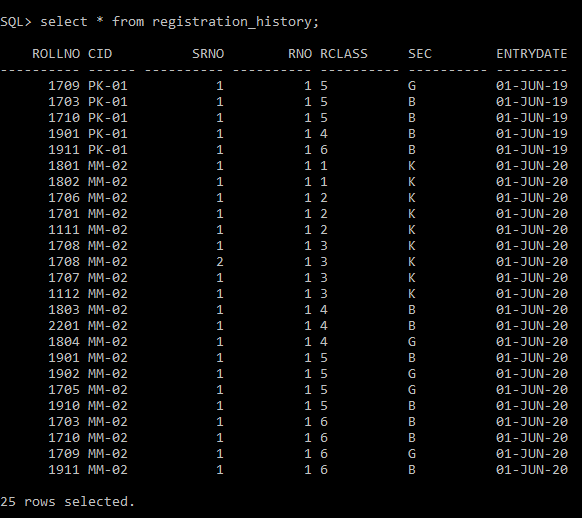 SQL> select * from registration_history;
ROLLNO CID SRNO RNO RCLASS SEC ENTRYDATE
---------- ------ ---------- ---------- ---------- ---------- ---------
1709 PK-01 1 1 5 G 01-JUN-19
1703 PK-01 1 1 5 B 01-JUN-19
1710 PK-01 1 1 5 B 01-JUN-19
1901 PK-01 1 1 4 B 01-JUN-19
1911 PK-01 1 1 6 B 01-JUN-19
1801 MM-02 1 1 1 K 01-JUN-20
1802 MM-02 1 1 1 K 01-JUN-20
1706 MM-02 1 1 2 K 01-JUN-20
1701 MM-02 1 1 2 K 01-JUN-20
1111 MM-02 1 1 2 K 01-JUN-20
1708 MM-02 1 1 3 K 01-JUN-20
1708 MM-02 2 1 3 K 01-JUN-20
1707 MM-02 1 1 3 K 01-JUN-20
1112 MM-02 1 1 3 K 01-JUN-20
1803 MM-02 1 1 4 B 01-JUN-20
2201 MM-02 1 1 4 B 01-JUN-20
1804 MM-02 1 1 4 G 01-JUN-20
1901 MM-02 1 1 5 B 01-JUN-20
1902 MM-02 1 1 5 G 01-JUN-20
1705 MM-02 1 1 5 G 01-JUN-20
1910 MM-02 1 1 5 B 01-JUN-20
1703 MM-02 1 1 6 B 01-JUN-20
1710 MM-02 1 1 6 B 01-JUN-20
1709 MM-02 1 1 6 G 01-JUN-20
1911 MM-02 1 1 6 B 01-JUN-20
25 rows selected.